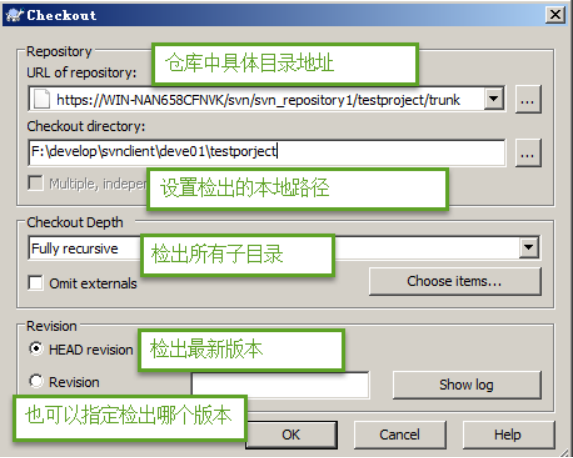 Checkout
Repository
URL of repository:
仓库中具体目录地址
https://WIN-NAN658CFNVK/svn/svn_repository1/testproject/trunk
...
Checkout directory:
F:\develop\svnclient\deve01\testporject
...
Multiple, indepen
设置检出的本地路径
Checkout Depth
Fully recursive
检出所有子目录
Omit externals
Choose items...
Revision
HEAD revision
检出最新版本
Revision
Show log
也可以指定检出哪个版本
OK
Cancel
Help